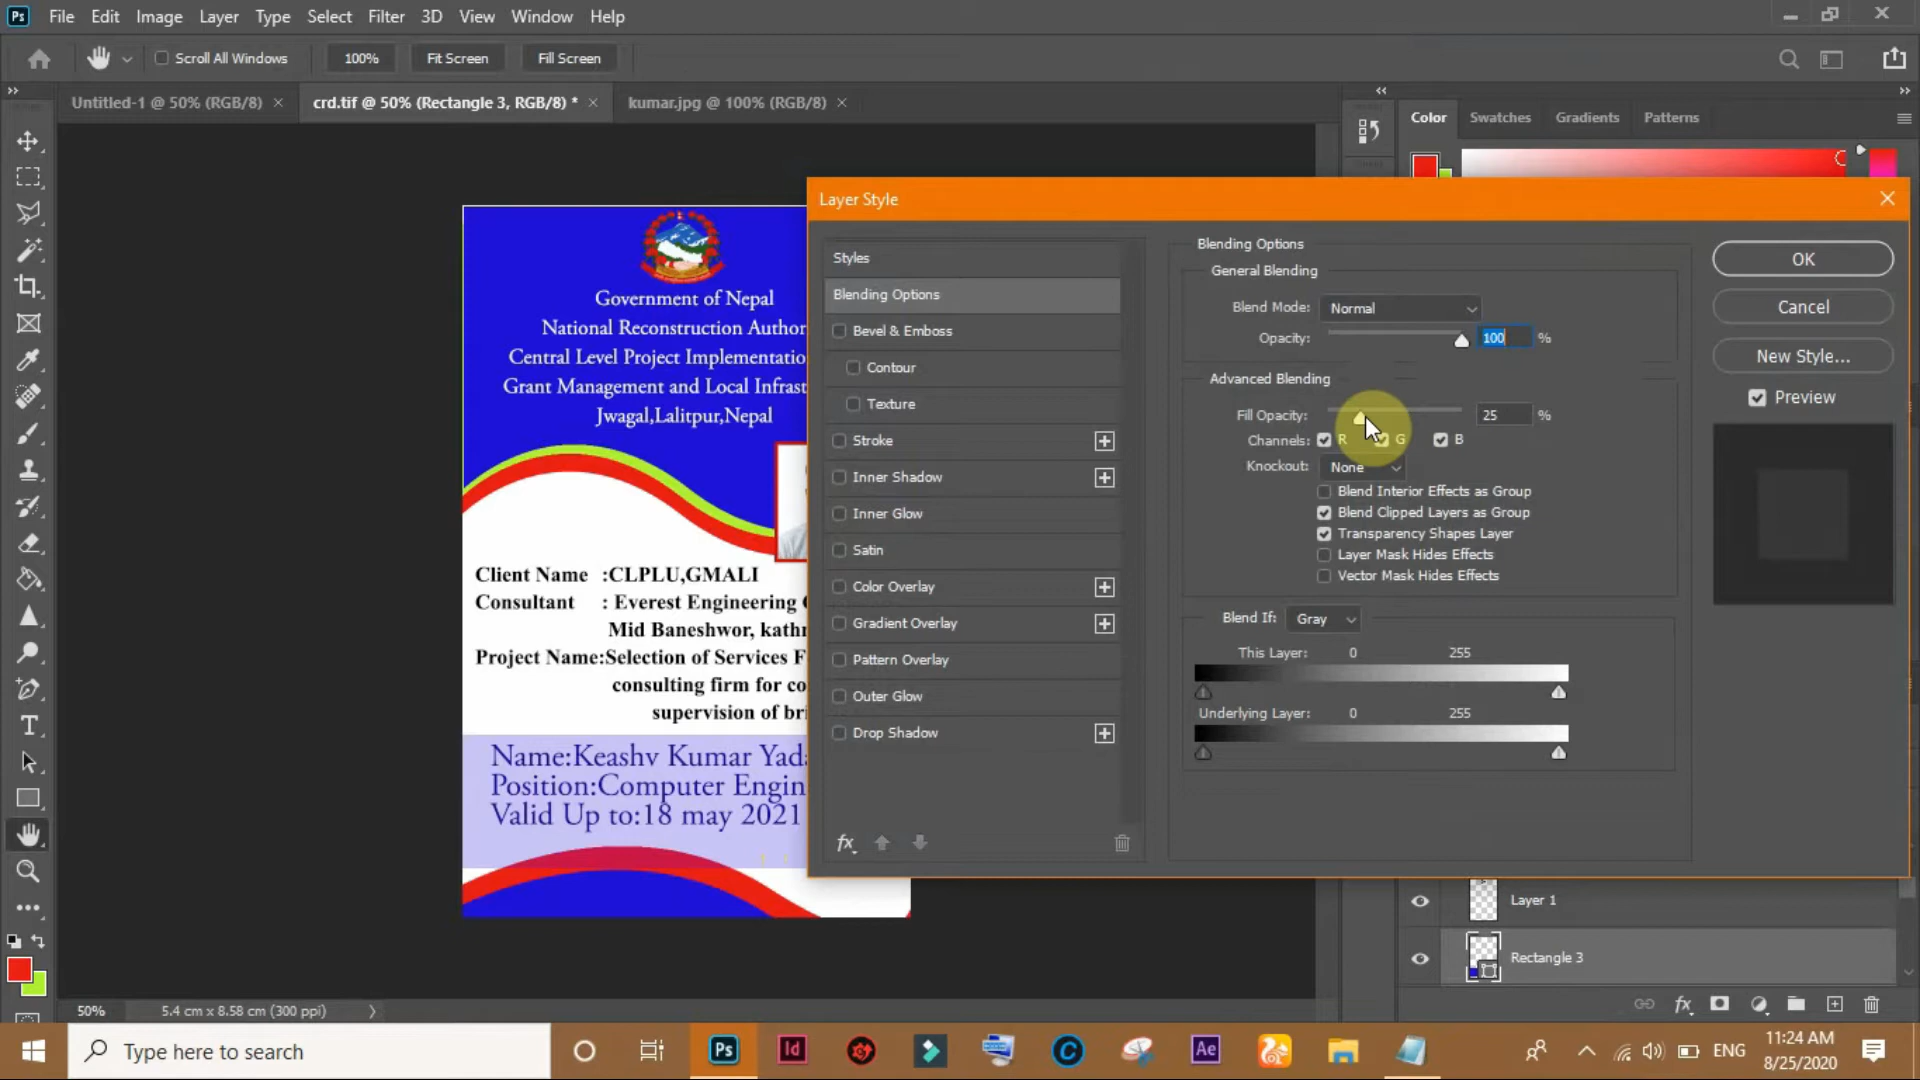 Ps File Edit Image Layer Type Select Filter 3D View Window Help
Scroll All Windows 100% Fit Screen Fill Screen
Untitled-1 @ 50% (RGB/8) × crd.tif @ 50% (Rectangle 3, RGB/8) * × kumar.jpg @ 100% (RGB/8) ×
Color Swatches Gradients Patterns
Government of Nepal
National Reconstruction Author
Central Level Project Implementatio
Grant Management and Local Infrast
Jwagal,Lalitpur,Nepal
Client Name :CLPLU,GMALI
Consultant : Everest Engineering
Mid Baneshwor, kathm
Project Name:Selection of Services F
consulting firm for co
supervision of bri
Name:Keashv Kumar Yada
Position:Computer Engin
Valid Up to:18 may 2021
Layer Style
Styles
Blending Options
Bevel & Emboss
Contour
Texture
Stroke
Inner Shadow
Inner Glow
Satin
Color Overlay
Gradient Overlay
Pattern Overlay
Outer Glow
Drop Shadow
fx
Blending Options
General Blending
Blend Mode: Normal
Opacity: 100 %
Advanced Blending
Fill Opacity: 25 %
Channels: R G B
Knockout: None
Blend Interior Effects as Group
Blend Clipped Layers as Group
Transparency Shapes Layer
Layer Mask Hides Effects
Vector Mask Hides Effects
Blend If: Gray
This Layer: 0 255
Underlying Layer: 0 255
OK
Cancel
New Style...
Preview
Layer 1
Rectangle 3
fx
50% 5.4 cm x 8.58 cm (300 ppi)
Type here to search
Ps Id Ae
ENG
11:24 AM
8/25/2020